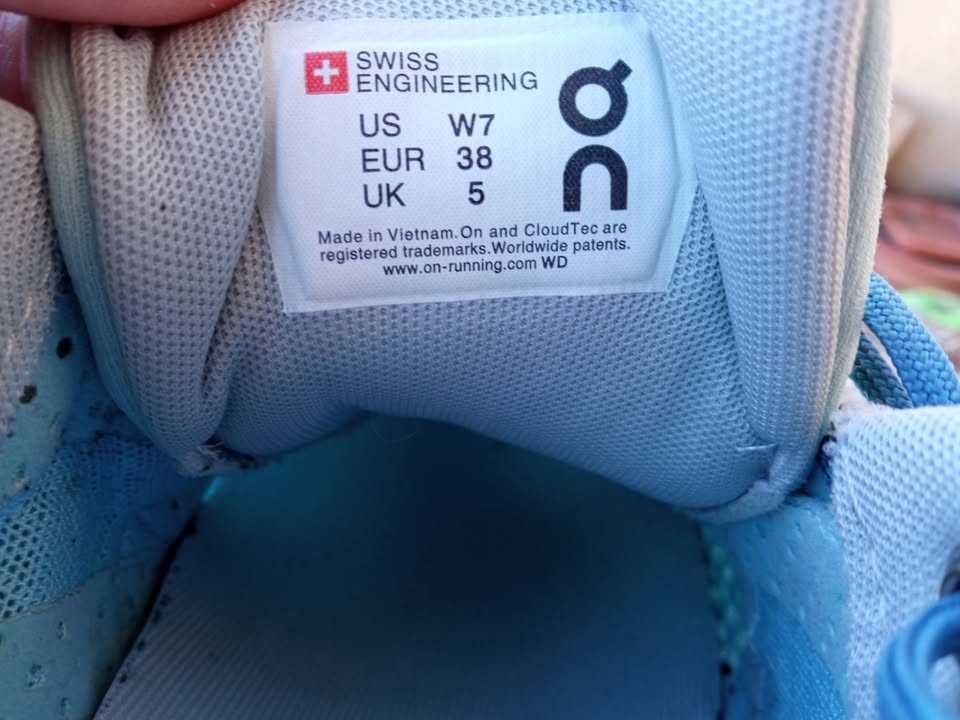 SWISS
ENGINEERING
US W7
EUR 38
UK 5
On
Made in Vietnam. On and CloudTec are
registered trademarks. Worldwide patents.
www.on-running.com WD